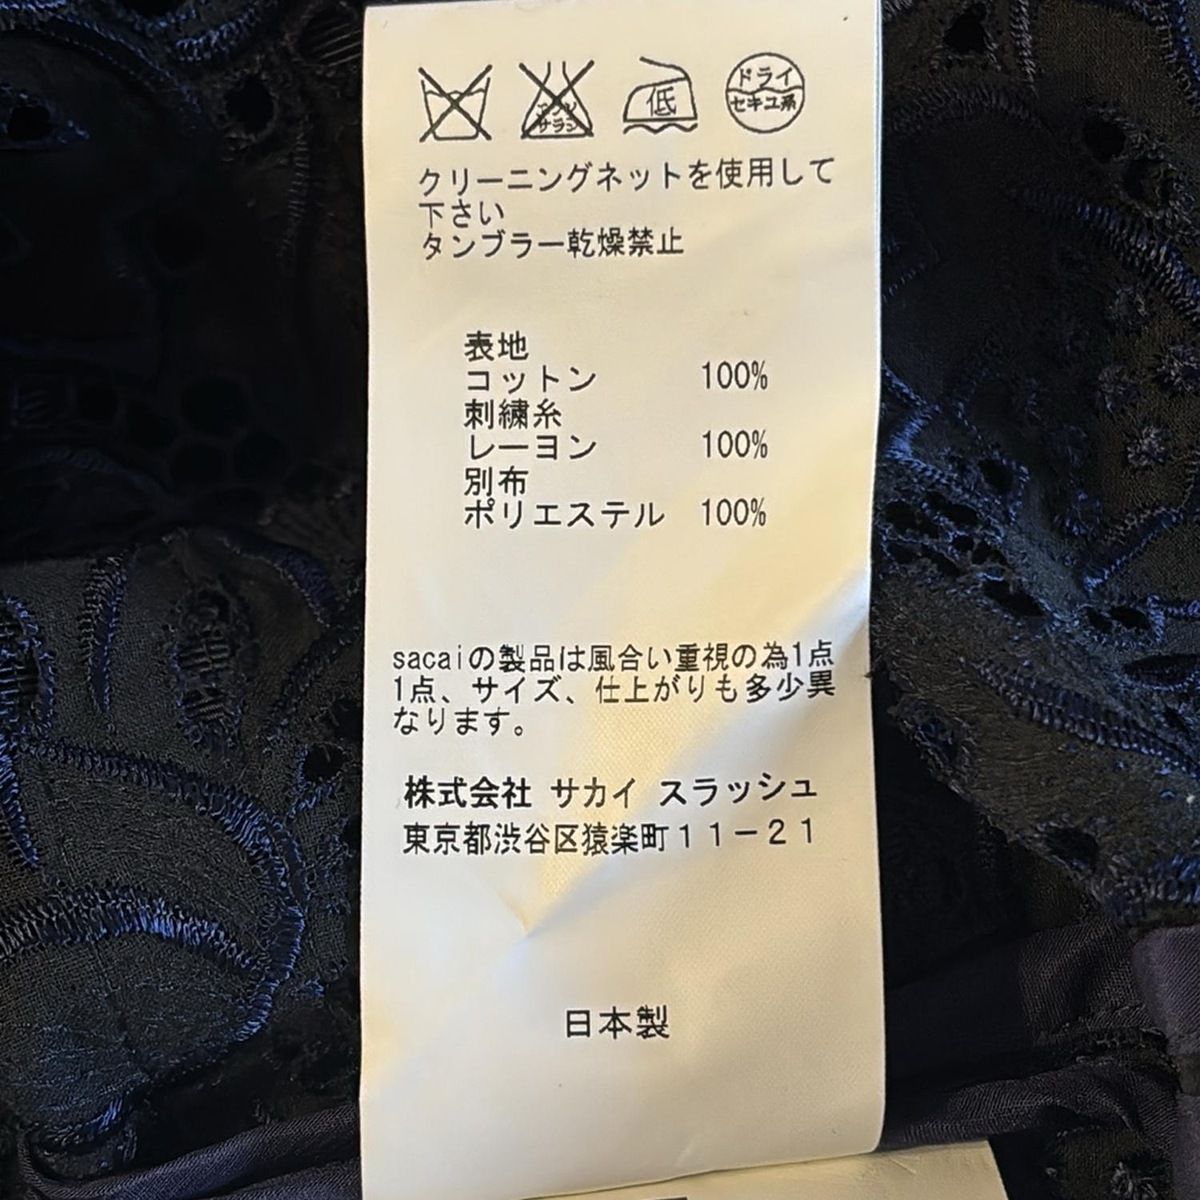 低
ドライ
セキユ系
クリーニングネットを使用して
下さい
タンブラー乾燥禁止
表地
コットン 100%
刺繍糸
レーヨン 100%
別布
ポリエステル 100%
sacaiの製品は風合い重視の為1点
1点、サイズ、仕上がりも多少異
なります。
株式会社 サカイ スラッシュ
東京都渋谷区猿楽町11-21
日本製